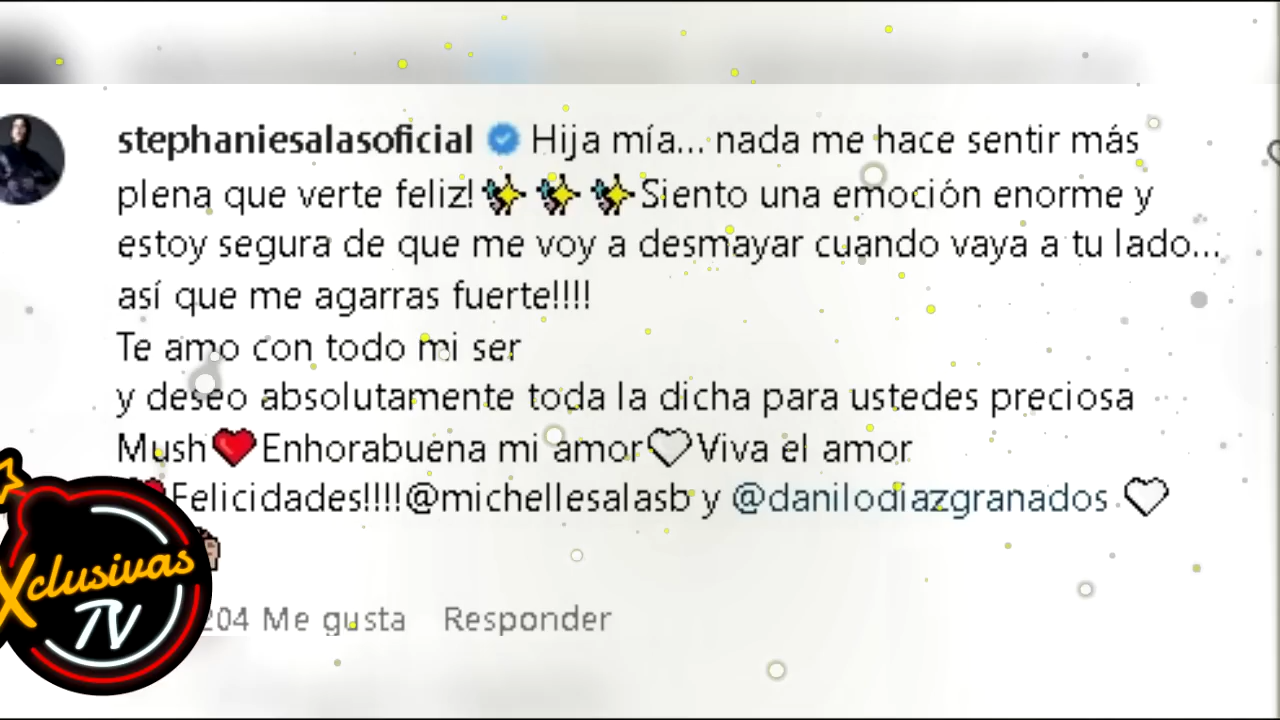 stephaniesalasoficial Hija mía... nada me hace sentir más
plena que verte feliz! Siento una emoción enorme y
estoy segura de que me voy a desmayar cuando vaya a tu lado...
así que me agarras fuerte!!!!
Te amo con todo mi ser
y deseo absolutamente toda la dicha para ustedes preciosa
Mush❤️Enhorabuena mi amor🤍Viva el amor
Felicidades!!!!@michellesalasb y @danilodiazgranados 🤍
204 Me gusta Responder
Xclusivas
TV